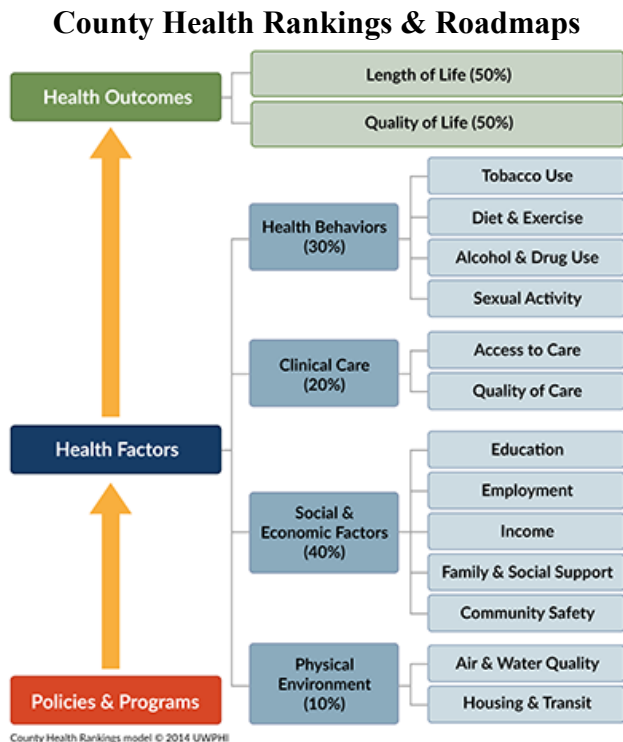 County Health Rankings & Roadmaps
Health Outcomes
Length of Life (50%)
Quality of Life (50%)
Health Behaviors
(30%)
Tobacco Use
Diet & Exercise
Alcohol & Drug Use
Sexual Activity
Clinical Care
(20%)
Access to Care
Quality of Care
Health Factors
Social &
Economic Factors
(40%)
Education
Employment
Income
Family & Social Support
Community Safety
Physical
Environment
(10%)
Air & Water Quality
Housing & Transit
Policies & Programs
County Health Rankings model © 2014 UWPHI